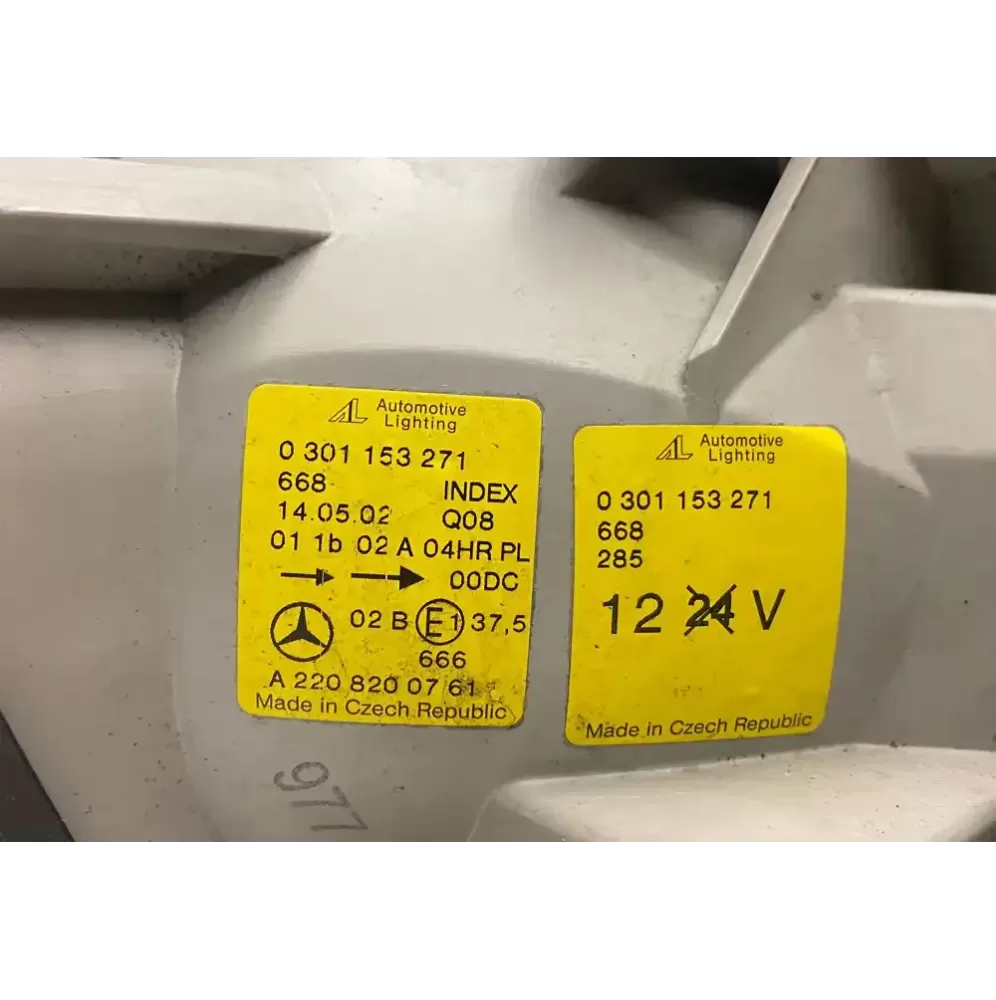 Automotive
Lighting
0 301 153 271
668 INDEX
14.05.02 Q08
01 1b 02 A 04HR PL
00DC
02 B E1 37,5
666
A 220 820 07 61
Made in Czech Republic
Automotive
Lighting
0 301 153 271
668
285
12 24 V
Made in Czech Republic
977